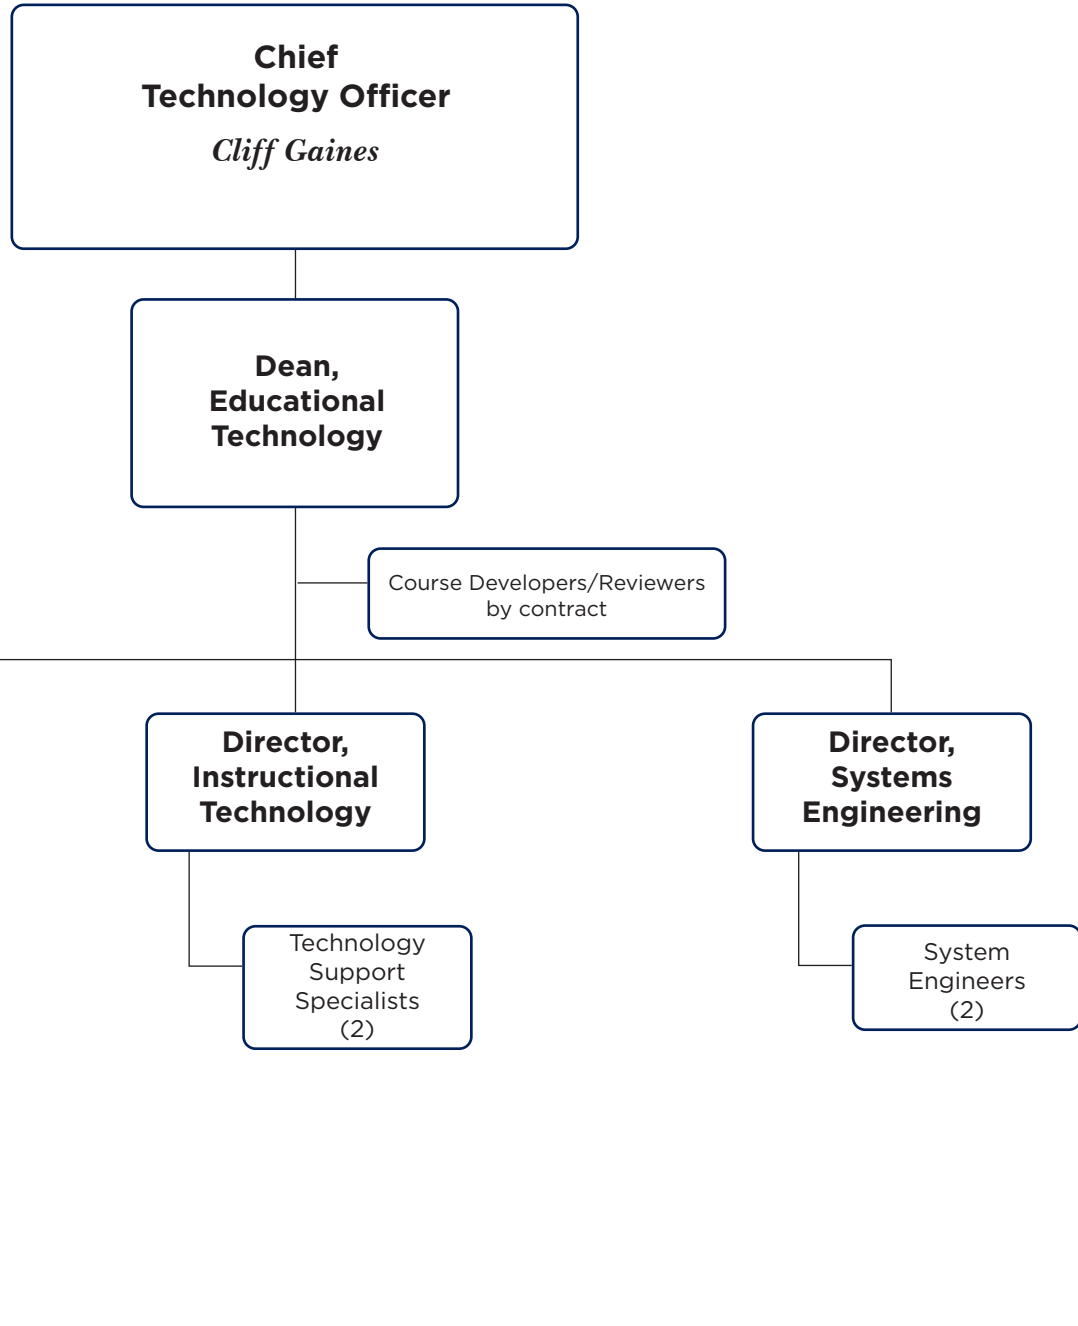 Chief
Technology Officer
Cliff Gaines
Dean,
Educational
Technology
Course Developers/Reviewers
by contract
Director,
Instructional
Technology
Director,
Systems
Engineering
Technology
Support
Specialists
(2)
System
Engineers
(2)